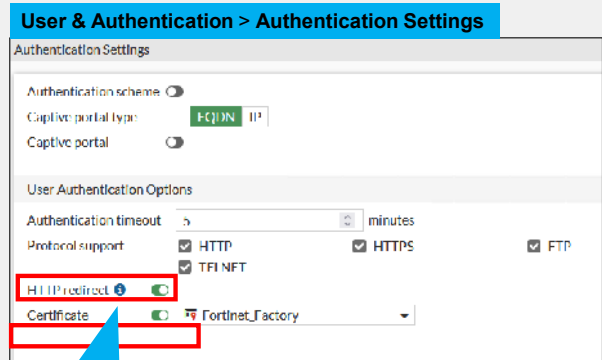 User & Authentication > Authentication Settings
Authentication Settings
Authentication scheme
Captive portal type FQDN IP
Captive portal
User Authentication Options
Authentication timeout 5 minutes
Protocol support HTTP HTTPS FTP
TELNET
HTTP redirect
Certificate Fortinet_Factory